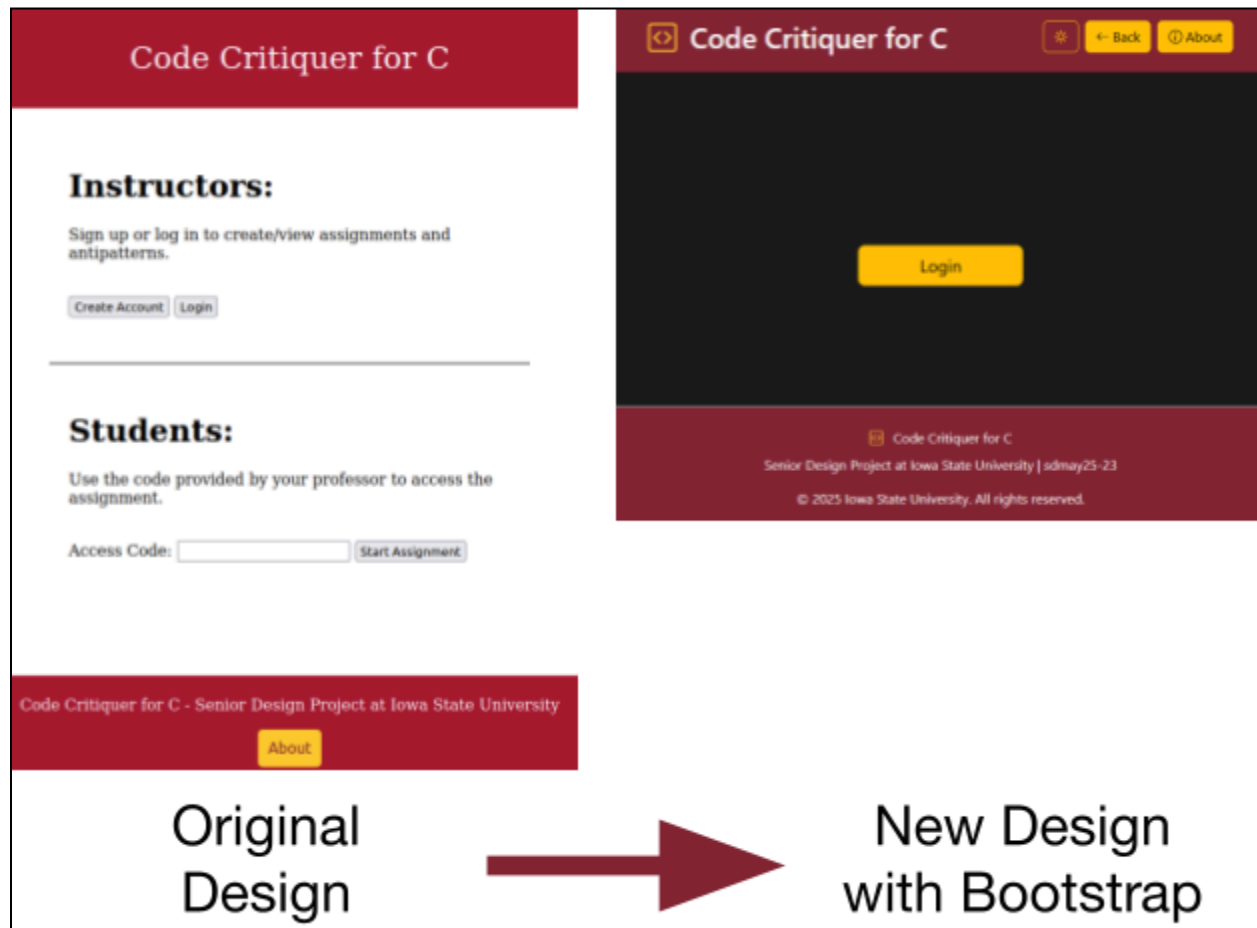 Code Critiquer for C
Instructors:
Sign up or log in to create/view assignments and
antipatterns.
Create Account Login
Students:
Use the code provided by your professor to access the
assignment.
Access Code: Start Assignment
Code Critiquer for C - Senior Design Project at Iowa State University
About
Code Critiquer for C
← Back
About
Login
Code Critiquer for C
Senior Design Project at Iowa State University | sdmay25-23
© 2025 Iowa State University. All rights reserved.
Original
Design
New Design
with Bootstrap